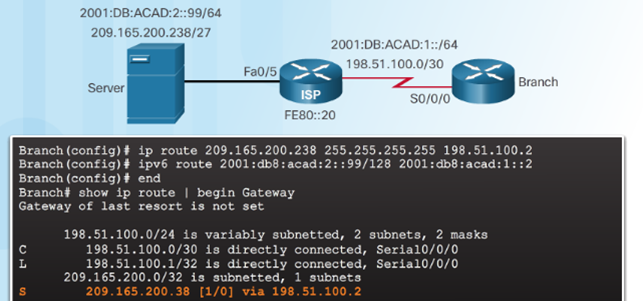 2001:DB:ACAD:2::99/64
209.165.200.238/27
2001:DB:ACAD:1::/64
198.51.100.0/30
Server
Fa0/5
ISP
S0/0/0
Branch
FE80::20
Branch(config)# ip route 209.165.200.238 255.255.255.255 198.51.100.2
Branch(config)# ipv6 route 2001:db8:acad:2::99/128 2001:db8:acad:1::2
Branch(config)# end
Branch# show ip route | begin Gateway
Gateway of last resort is not set
198.51.100.0/24 is variably subnetted, 2 subnets, 2 masks
C 198.51.100.0/30 is directly connected, Serial0/0/0
L 198.51.100.1/32 is directly connected, Serial0/0/0
209.165.200.0/32 is subnetted, 1 subnets
S 209.165.200.38 [1/0] via 198.51.100.2